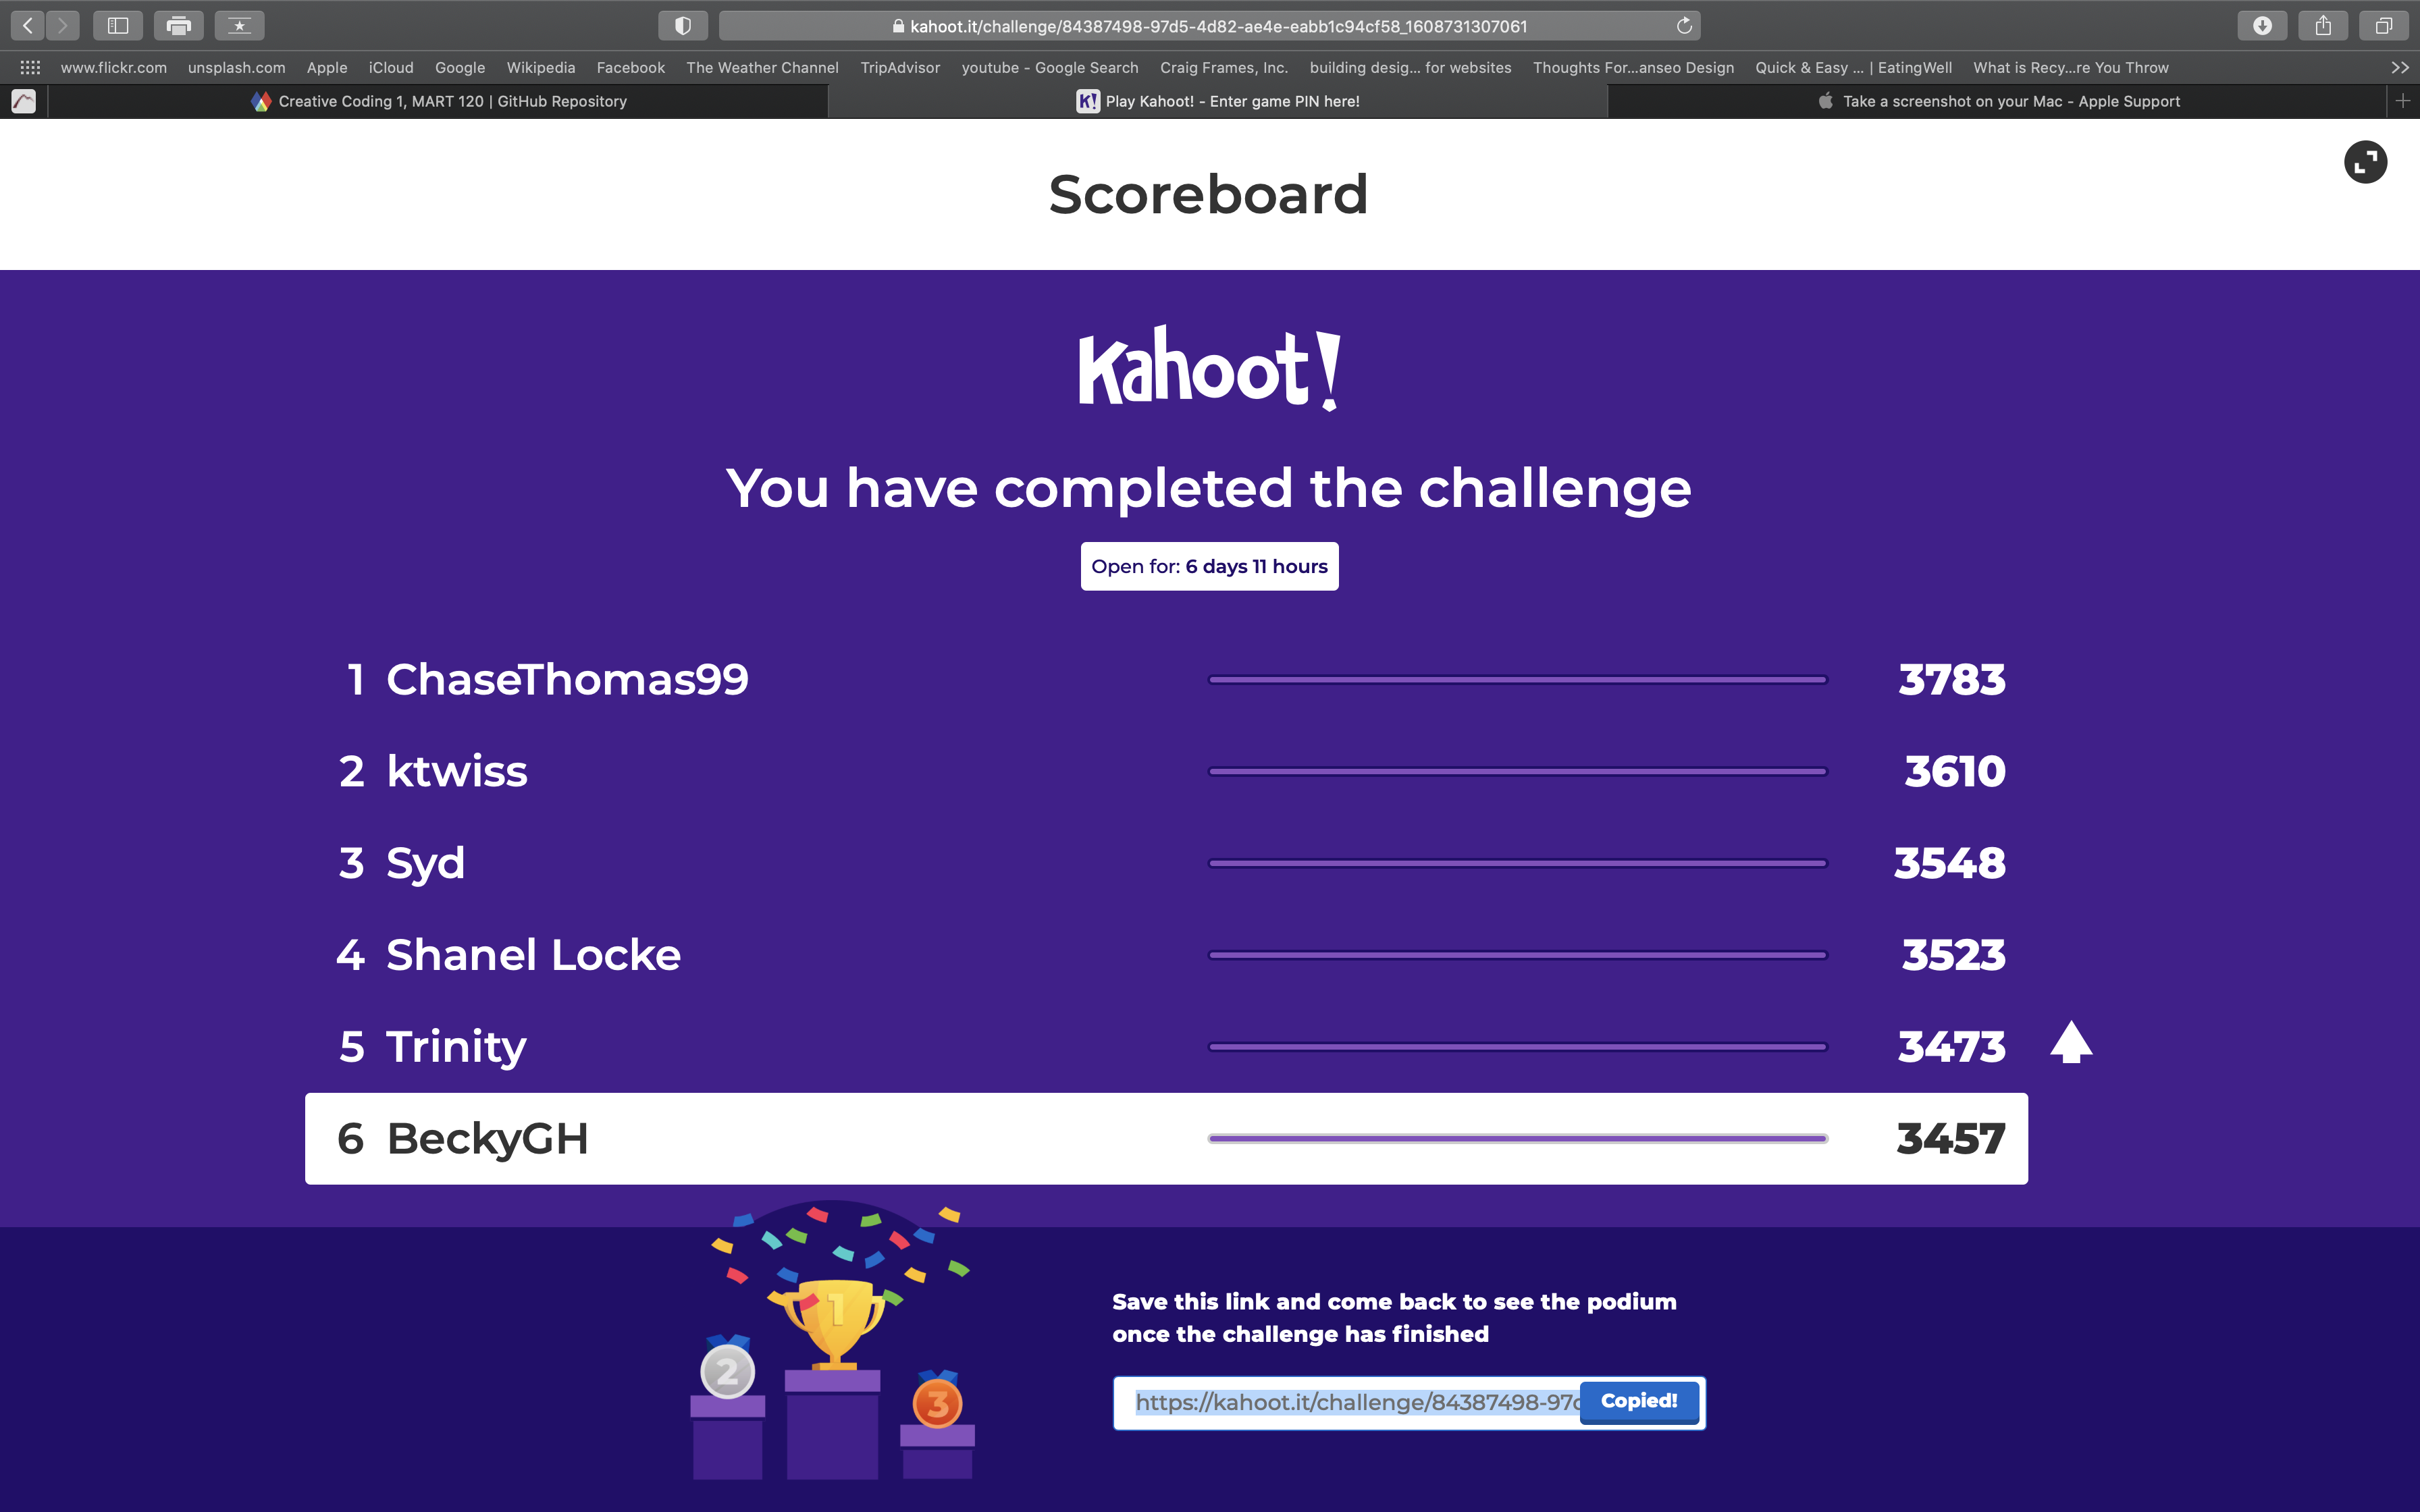 kahoot.it/challenge/84387498-97d5-4d82-ae4e-eabb1c94cf58_1608731307061
www.flickr.com unsplash.com Apple iCloud Google Wikipedia Facebook The Weather Channel TripAdvisor youtube - Google Search Craig Frames, Inc. building desig... for websites Thoughts For...anseo Design Quick & Easy ... | EatingWell What is Recy...re You Throw
Creative Coding 1, MART 120 | GitHub Repository K! Play Kahoot! - Enter game PIN here! Take a screenshot on your Mac - Apple Support
Scoreboard
Kahoot!
You have completed the challenge
Open for: 6 days 11 hours
1 ChaseThomas99 3783
2 ktwiss 3610
3 Syd 3548
4 Shanel Locke 3523
5 Trinity 3473
6 BeckyGH 3457
1
2
3
Save this link and come back to see the podium
once the challenge has finished
https://kahoot.it/challenge/84387498-97 Copied!